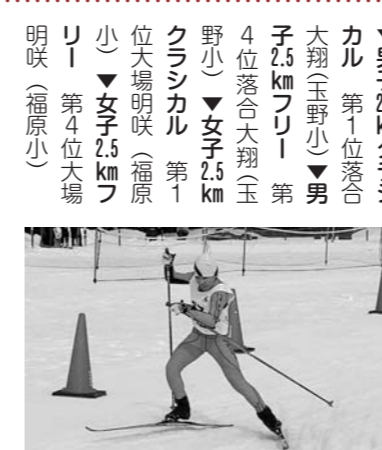 カル　第1位落合
大翔（玉野小）▼男
子2.5kmフリー　第
4位落合大翔（玉
野小）▼女子2.5km
クラシカル　第1
位大場明咲（福原
小）▼女子2.5kmフ
リー　第4位大場
明咲（福原小）